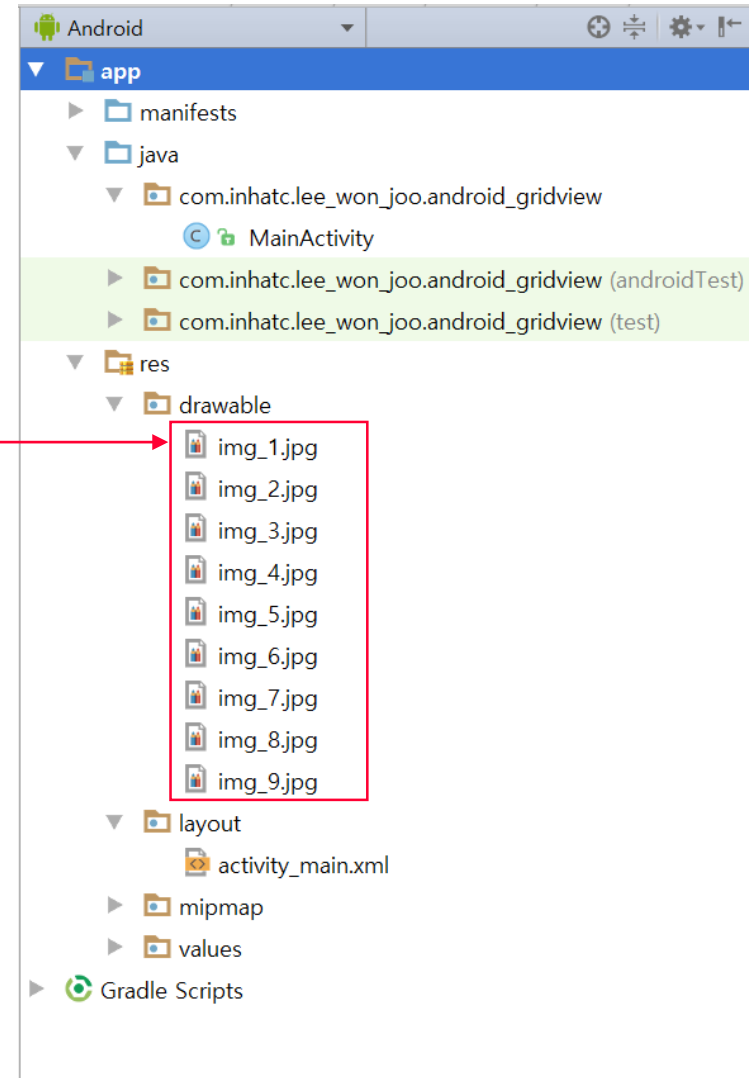 Android
app
manifests
java
com.inhatc.lee_won_joo.android_gridview
C MainActivity
com.inhatc.lee_won_joo.android_gridview (androidTest)
com.inhatc.lee_won_joo.android_gridview (test)
res
drawable
img_1.jpg
img_2.jpg
img_3.jpg
img_4.jpg
img_5.jpg
img_6.jpg
img_7.jpg
img_8.jpg
img_9.jpg
layout
activity_main.xml
mipmap
values
Gradle Scripts